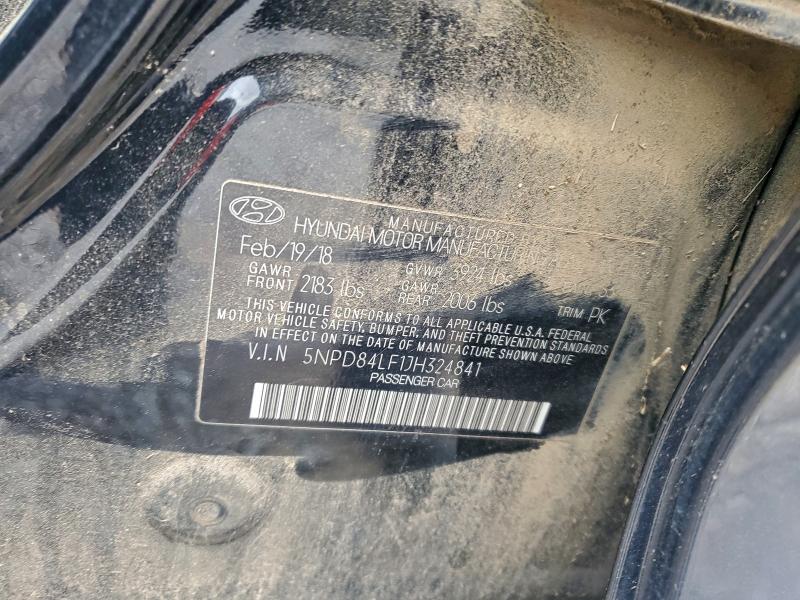 MANUFACTURED
HYUNDAI MOTOR MANUFACTURING
Feb/19/18 GVWR 3924 lbs
GAWR FRONT 2183 lbs GAWR REAR 2006 lbs TRIM PK
THIS VEHICLE CONFORMS TO ALL APPLICABLE U.S.A. FEDERAL
MOTOR VEHICLE SAFETY, BUMPER, AND THEFT PREVENTION STANDARDS
IN EFFECT ON THE DATE OF MANUFACTURE SHOWN ABOVE
V.I.N 5NPD84LF1JH324841
PASSENGER CAR